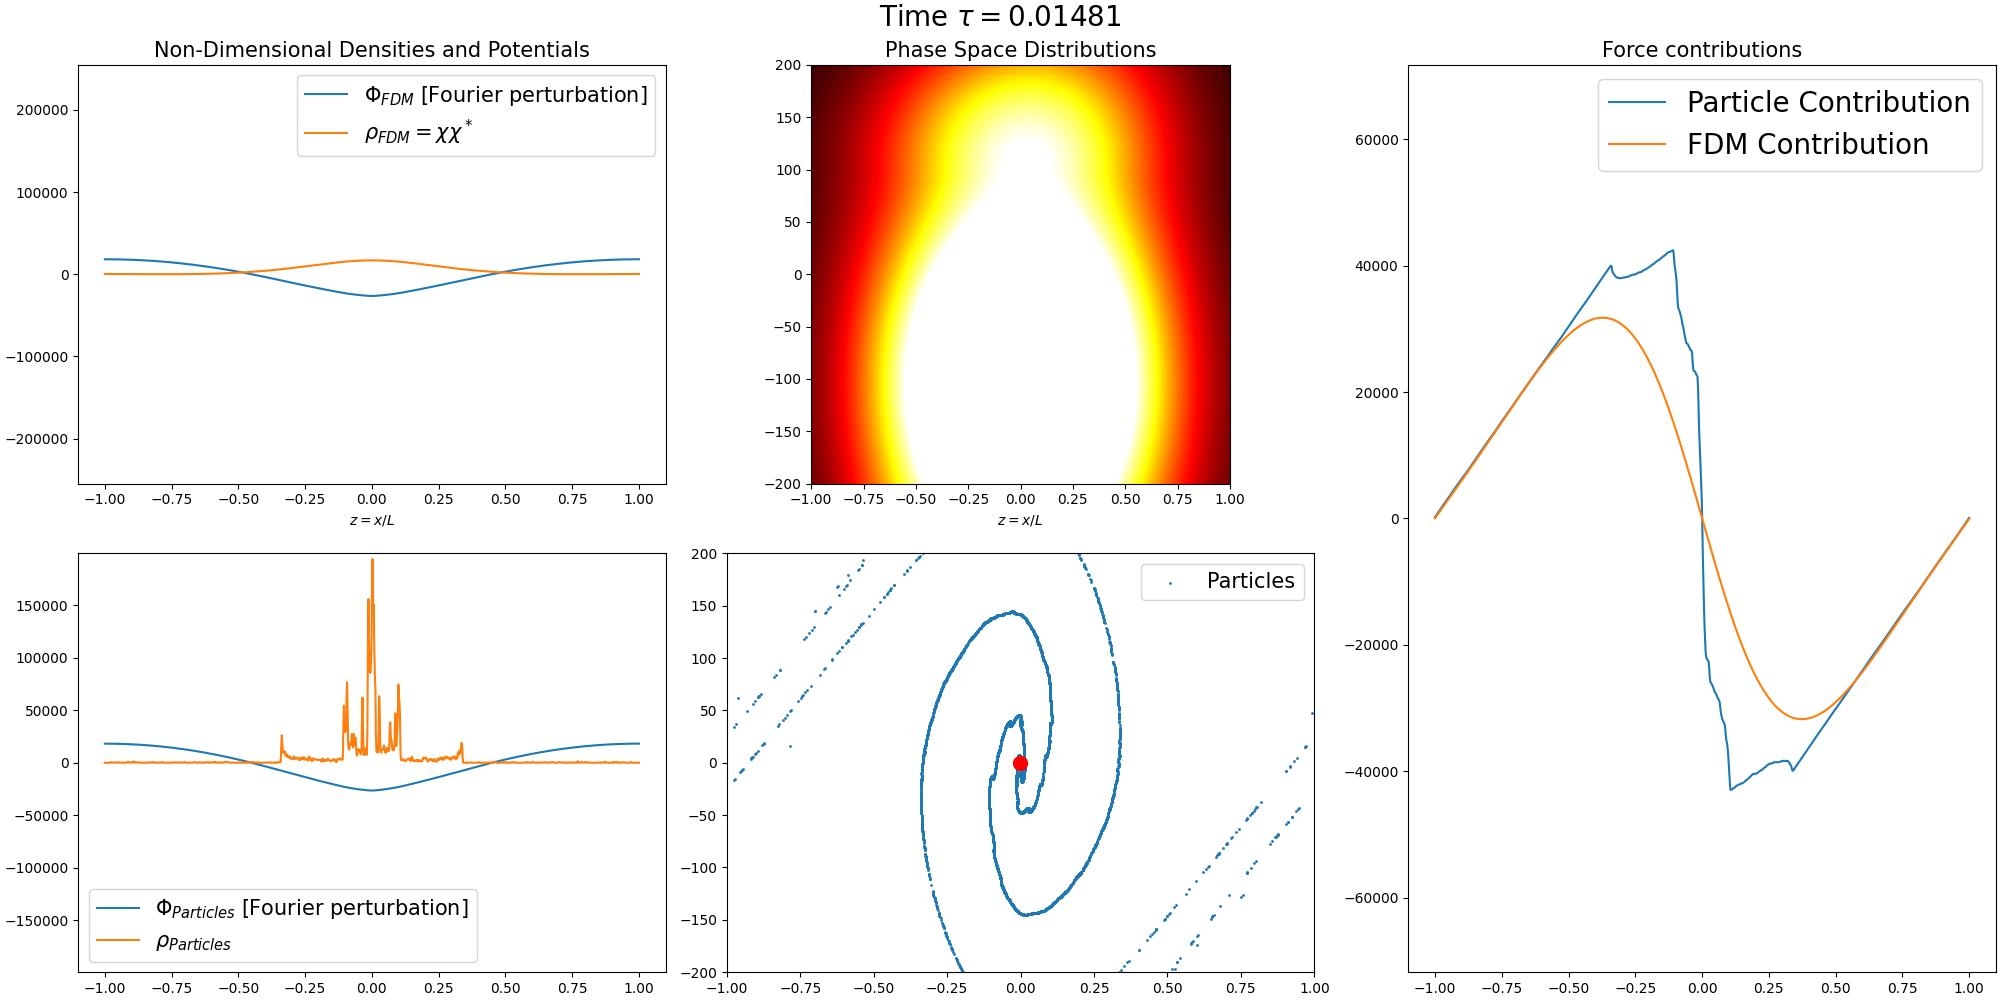 Time τ = 0.01481
Non-Dimensional Densities and Potentials
200000
100000
0
−100000
−200000
Φ_FDM [Fourier perturbation]
ρ_FDM = χχ*
−1.00 −0.75 −0.50 −0.25 0.00 0.25 0.50 0.75 1.00
z = x/L
Phase Space Distributions
200
150
100
50
0
−50
−100
−150
−200
−1.00 −0.75 −0.50 −0.25 0.00 0.25 0.50 0.75 1.00
z = x/L
Force contributions
Particle Contribution
FDM Contribution
60000
40000
20000
0
−20000
−40000
−60000
−1.00 −0.75 −0.50 −0.25 0.00 0.25 0.50 0.75 1.00
150000
100000
50000
0
−50000
−100000
−150000
Φ_Particles [Fourier perturbation]
ρ_Particles
−1.00 −0.75 −0.50 −0.25 0.00 0.25 0.50 0.75 1.00
200
150
100
50
0
−50
−100
−150
−200
Particles
−1.00 −0.75 −0.50 −0.25 0.00 0.25 0.50 0.75 1.00